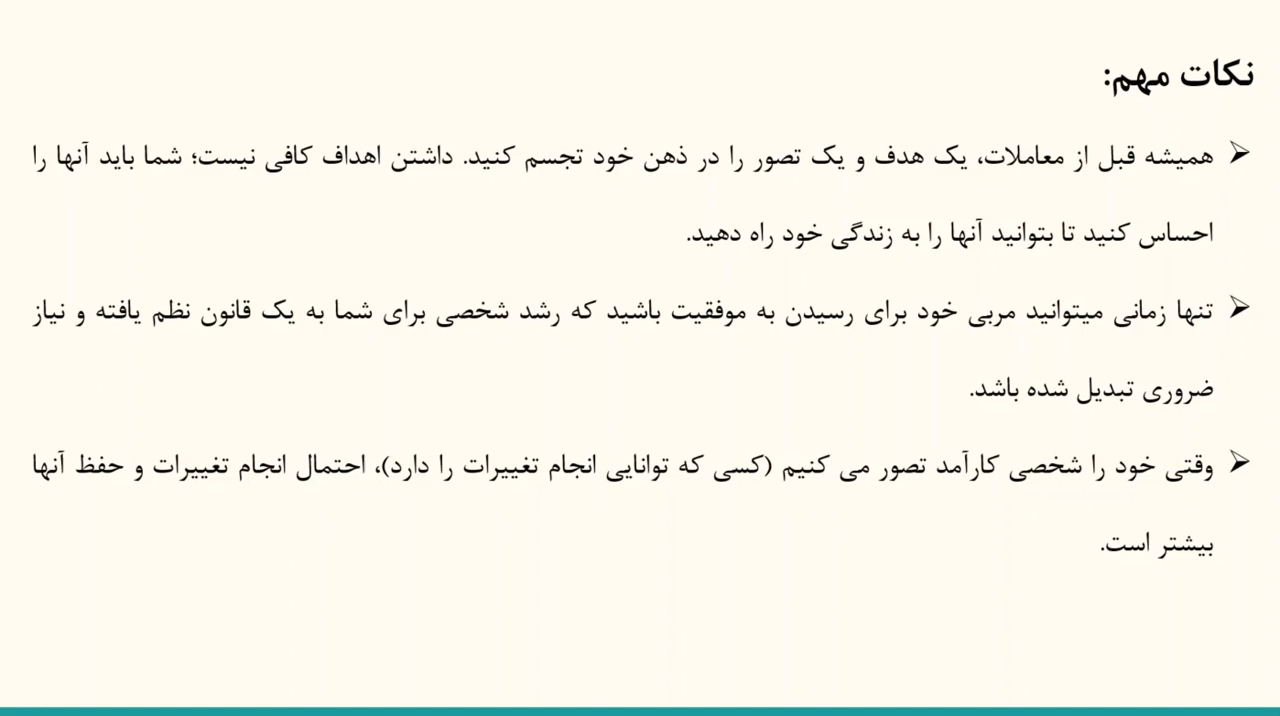 نکات مهم:
همیشه قبل از معاملات، یک هدف و یک تصور را در ذهن خود تجسم کنید. داشتن اهداف کافی نیست؛ شما باید آنها را
احساس کنید تا بتوانید آنها را به زندگی خود راه دهید.
تنها زمانی میتوانید مربی خود برای رسیدن به موفقیت باشید که رشد شخصی برای شما به یک قانون نظم یافته و نیاز
ضروری تبدیل شده باشد.
وقتی خود را شخصی کارآمد تصور می کنیم (کسی که توانایی انجام تغییرات را دارد)، احتمال انجام تغییرات و حفظ آنها
بیشتر است.